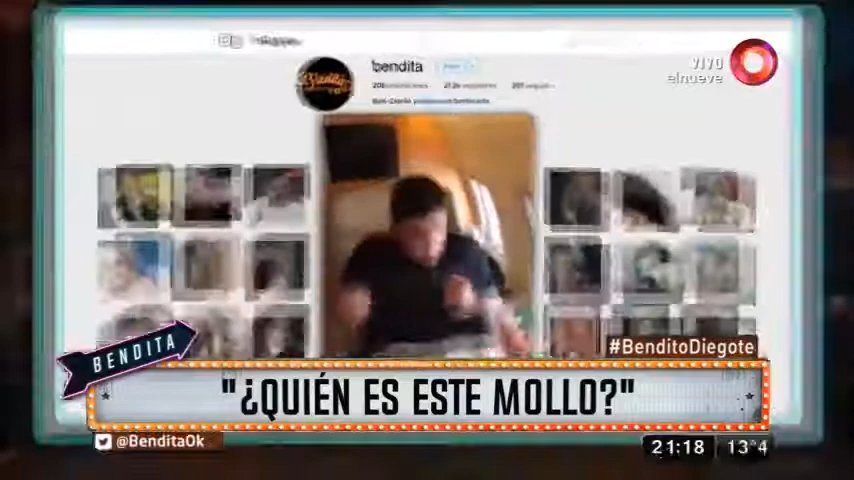 bendita
VIVO
elnueve
#BenditoDiegote
BENDITA
"¿QUIÉN ES ESTE MOLLO?"
@BenditaOk
21:18
13°4